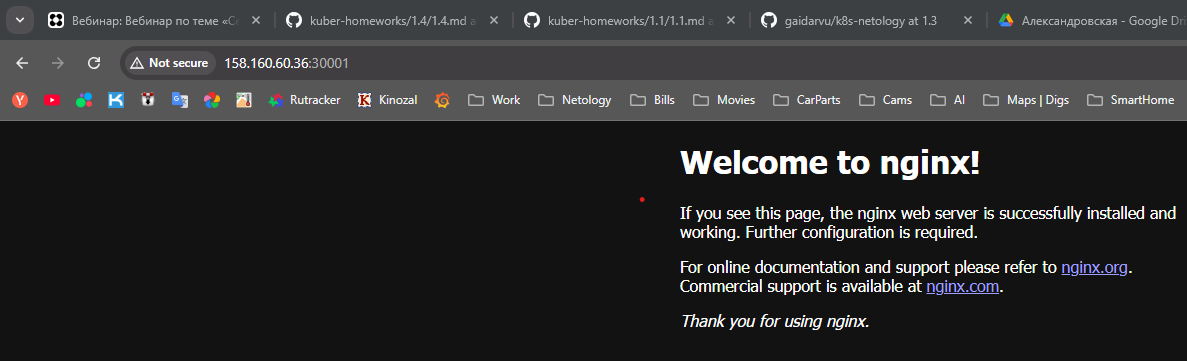 Вебинар: Вебинар по теме «Се
kuber-homeworks/1.4/1.4.md a
kuber-homeworks/1.1/1.1.md a
gaidarvu/k8s-netology at 1.3
Александровская - Google Dri
Not secure
158.160.60.36:30001
Rutracker
Kinozal
Work
Netology
Bills
Movies
CarParts
Cams
AI
Maps | Digs
SmartHome
Welcome to nginx!
If you see this page, the nginx web server is successfully installed and
working. Further configuration is required.
For online documentation and support please refer to nginx.org.
Commercial support is available at nginx.com.
Thank you for using nginx.